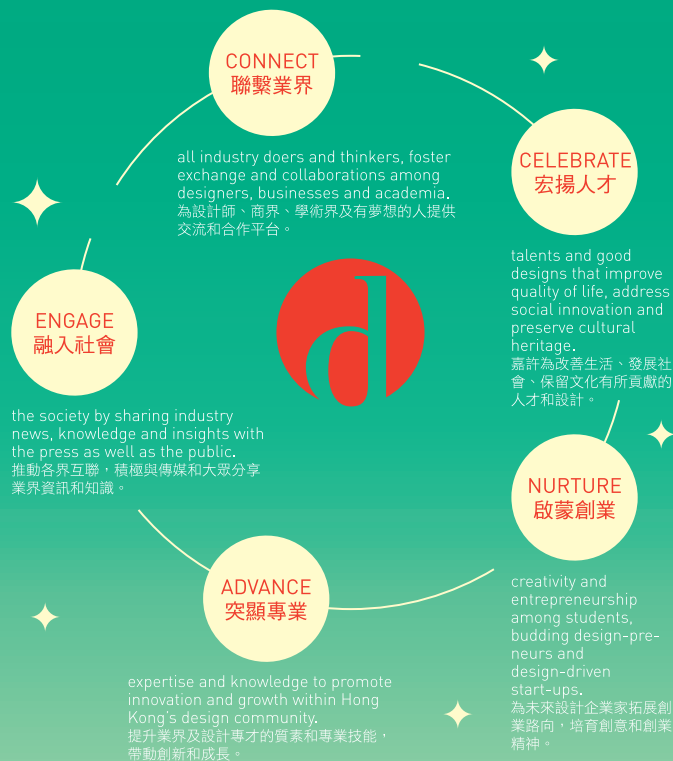 CONNECT
聯繫業界
all industry doers and thinkers, foster
exchange and collaborations among
designers, businesses and academia.
為設計師、商界、學術界及有夢想的人提供
交流和合作平台。
CELEBRATE
宏揚人才
talents and good
designs that improve
quality of life, address
social innovation and
preserve cultural
heritage.
嘉許為改善生活、發展社
會、保留文化有所貢獻的
人才和設計。
NURTURE
啟蒙創業
creativity and
entrepreneurship
among students,
budding design-pre-
neurs and
design-driven
start-ups.
為未來設計企業家拓展創
業路向，培育創意和創業
精神。
ADVANCE
突顯專業
expertise and knowledge to promote
innovation and growth within Hong
Kong's design community.
提升業界及設計專才的質素和專業技能，
帶動創新和成長。
ENGAGE
融入社會
the society by sharing industry
news, knowledge and insights with
the press as well as the public.
推動各界互聯，積極與傳媒和大眾分享
業界資訊和知識。
d